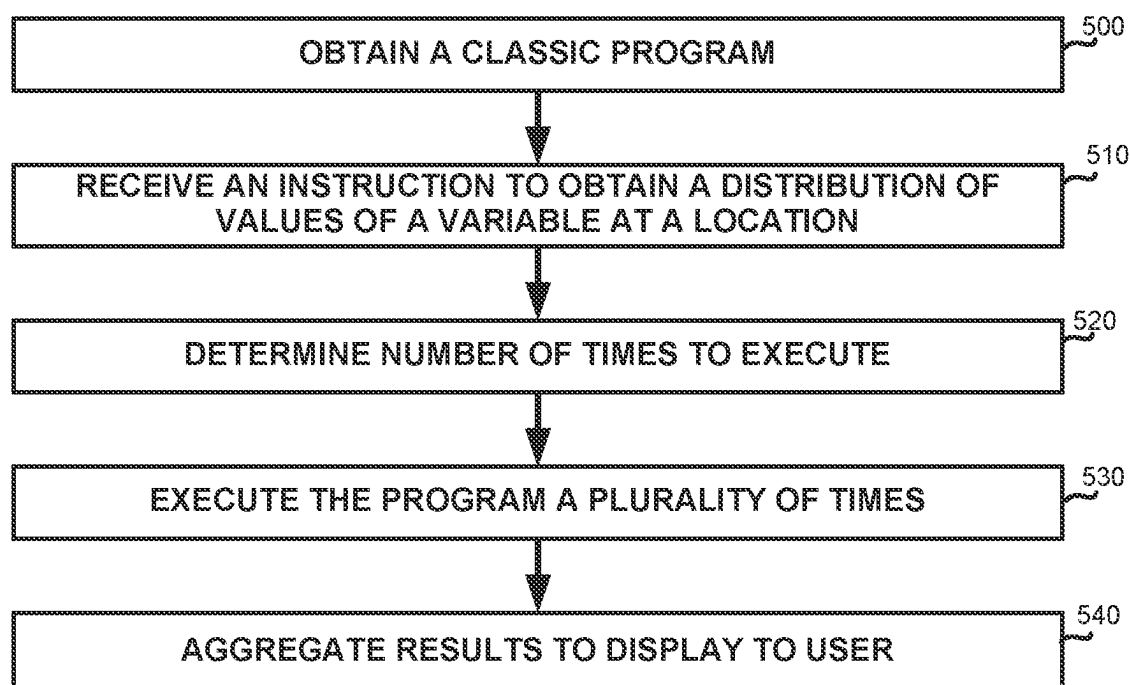 500
OBTAIN A CLASSIC PROGRAM
510
RECEIVE AN INSTRUCTION TO OBTAIN A DISTRIBUTION OF
VALUES OF A VARIABLE AT A LOCATION
520
DETERMINE NUMBER OF TIMES TO EXECUTE
530
EXECUTE THE PROGRAM A PLURALITY OF TIMES
540
AGGREGATE RESULTS TO DISPLAY TO USER